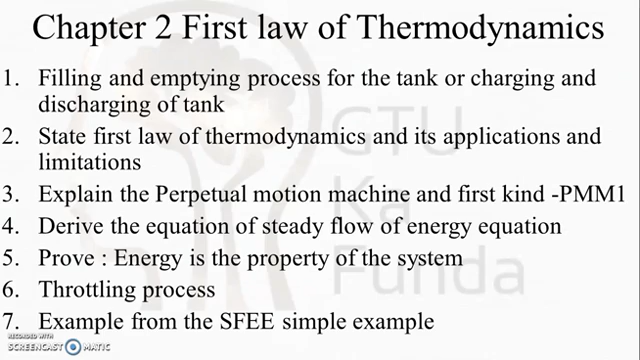 Chapter 2 First law of Thermodynamics
1. Filling and emptying process for the tank or charging and
discharging of tank
2. State first law of thermodynamics and its applications and
limitations
3. Explain the Perpetual motion machine and first kind -PMM1
4. Derive the equation of steady flow of energy equation
5. Prove : Energy is the property of the system
6. Throttling process
7. Example from the SFEE simple example
GTU
Ka
Funda
RECORDED WITH
SCREENCAST MATIC